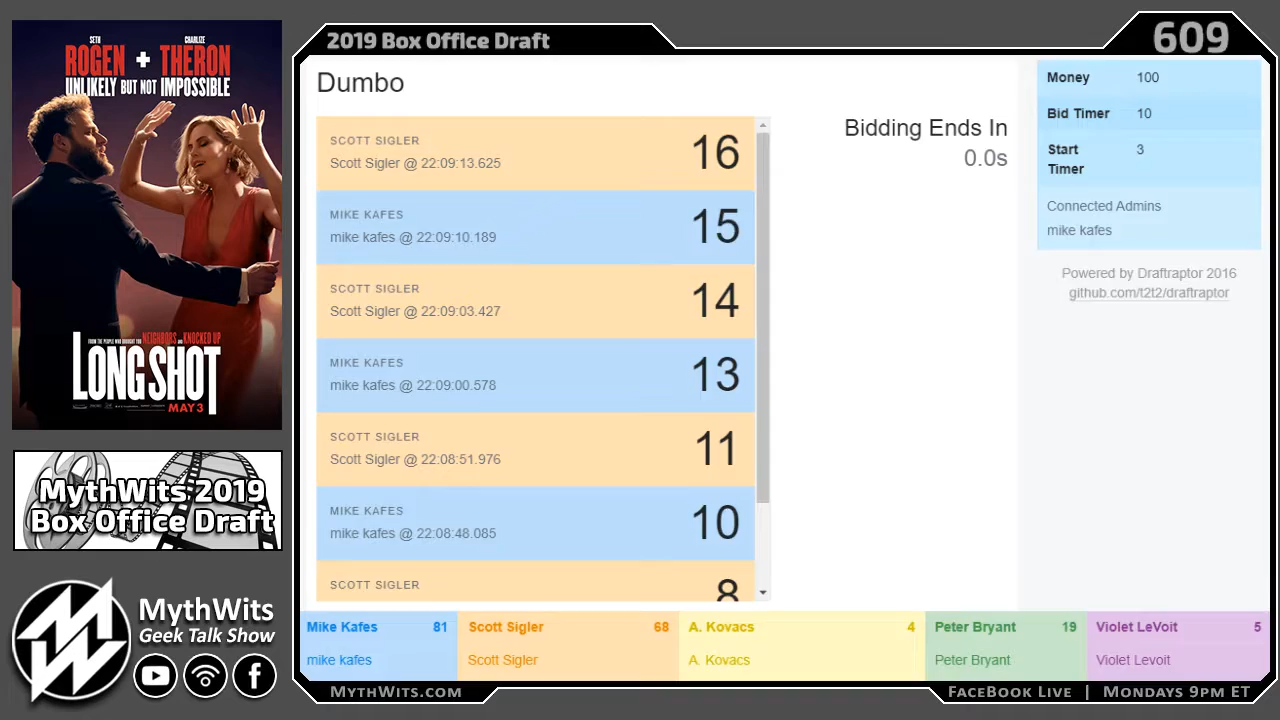 SETH
ROGEN + CHARLIZE
THERON
UNLIKELY BUT NOT IMPOSSIBLE
FROM THE PEOPLE WHO BROUGHT YOU NEIGHBORS AND KNOCKED UP
LONG SHOT
MAY 3
MythWits 2019
Box Office Draft
MythWits
Geek Talk Show
2019 Box Office Draft
609
Dumbo
SCOTT SIGLER
Scott Sigler @ 22:09:13.625
16
MIKE KAFES
mike kafes @ 22:09:10.189
15
SCOTT SIGLER
Scott Sigler @ 22:09:03.427
14
MIKE KAFES
mike kafes @ 22:09:00.578
13
SCOTT SIGLER
Scott Sigler @ 22:08:51.976
11
MIKE KAFES
mike kafes @ 22:08:48.085
10
SCOTT SIGLER
8
Bidding Ends In
0.0s
Money 100
Bid Timer 10
Start Timer 3
Connected Admins
mike kafes
Powered by Draftraptor 2016
github.com/t2t2/draftraptor
Mike Kafes 81
mike kafes
Scott Sigler 68
Scott Sigler
A. Kovacs 4
A. Kovacs
Peter Bryant 19
Peter Bryant
Violet LeVoit 5
Violet Levoit
MythWits.com
FaceBook Live | Mondays 9pm ET